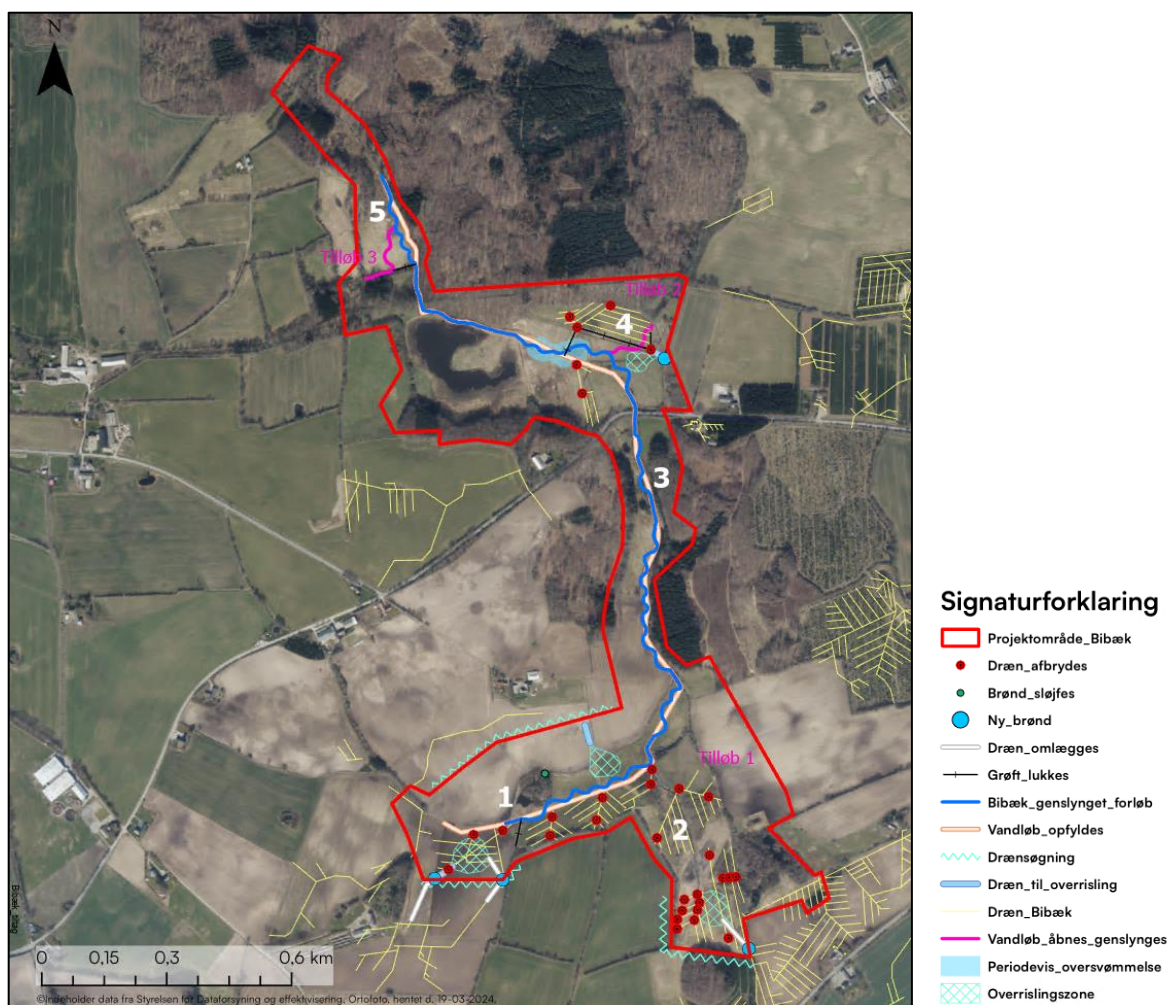 N
5
Tilløb 3
Tilløb 2
4
3
Tilløb 1
1
2
0 0,15 0,3 0,6 km
©Indeholder data fra Styrelsen for Dataforsyning og effektivisering. Ortofoto, hentet d. 19-03-2024.
Signaturforklaring
Projektområde_Bibæk
Dræn_afbrydes
Brønd_sløjfes
Ny_brønd
Dræn_omlægges
Grøft_lukkes
Bibæk_genslynget_forløb
Vandløb_opfyldes
Drænsøgning
Dræn_til_overrisling
Dræn_Bibæk
Vandløb_åbnes_genslynges
Periodevis_oversvømmelse
Overrislingszone